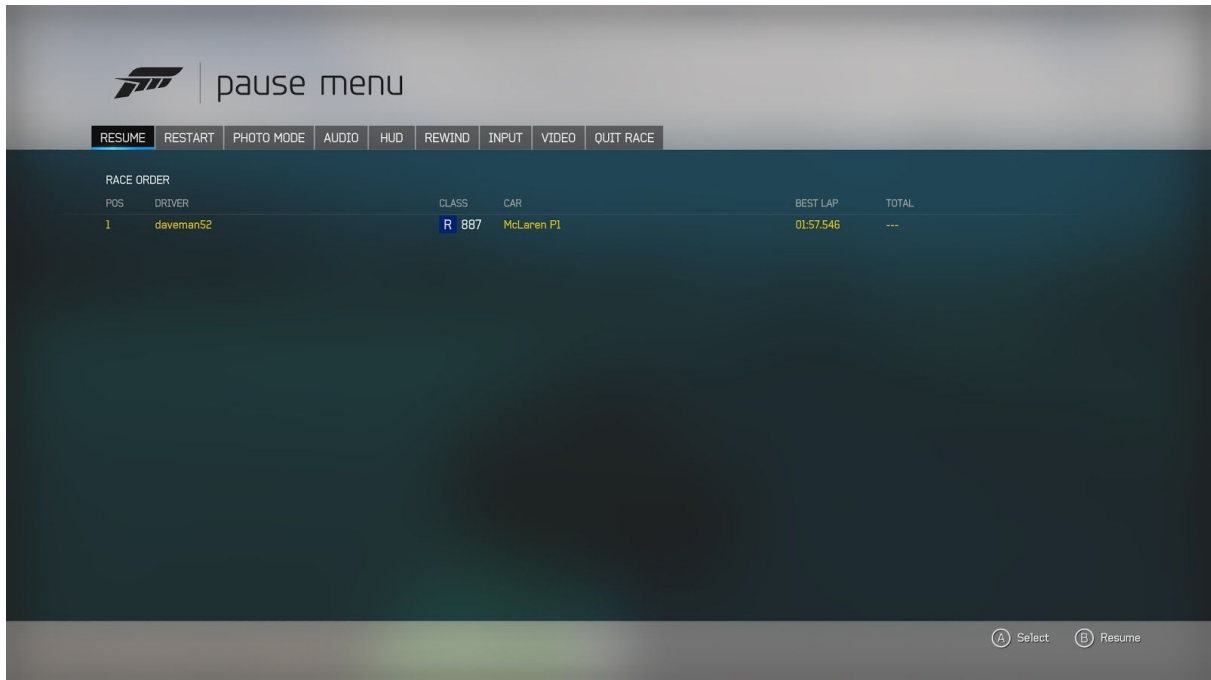 pause menu
RESUME RESTART PHOTO MODE AUDIO HUD REWIND INPUT VIDEO QUIT RACE
RACE ORDER
POS DRIVER CLASS CAR BEST LAP TOTAL
1 daveman52 R 887 McLaren P1 01:57.546 ---
A Select B Resume